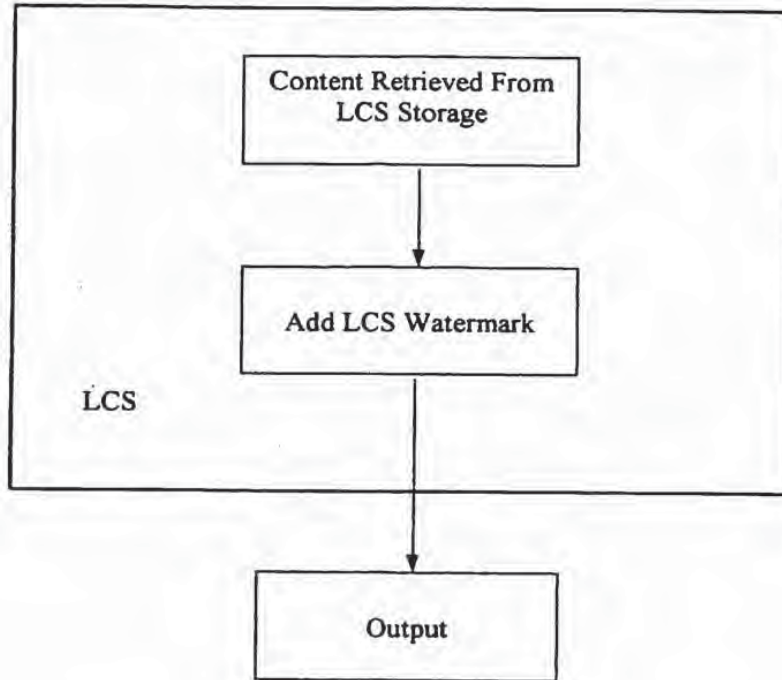 Content Retrieved From
LCS Storage
Add LCS Watermark
LCS
Output